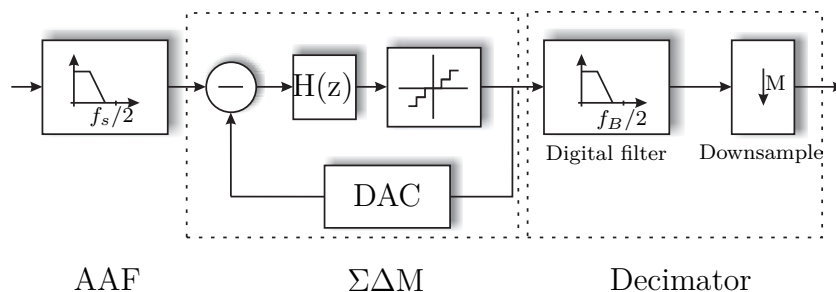 H(z)
M
f_s/2
f_B/2
Digital filter
Downsample
DAC
AAF
ΣΔM
Decimator